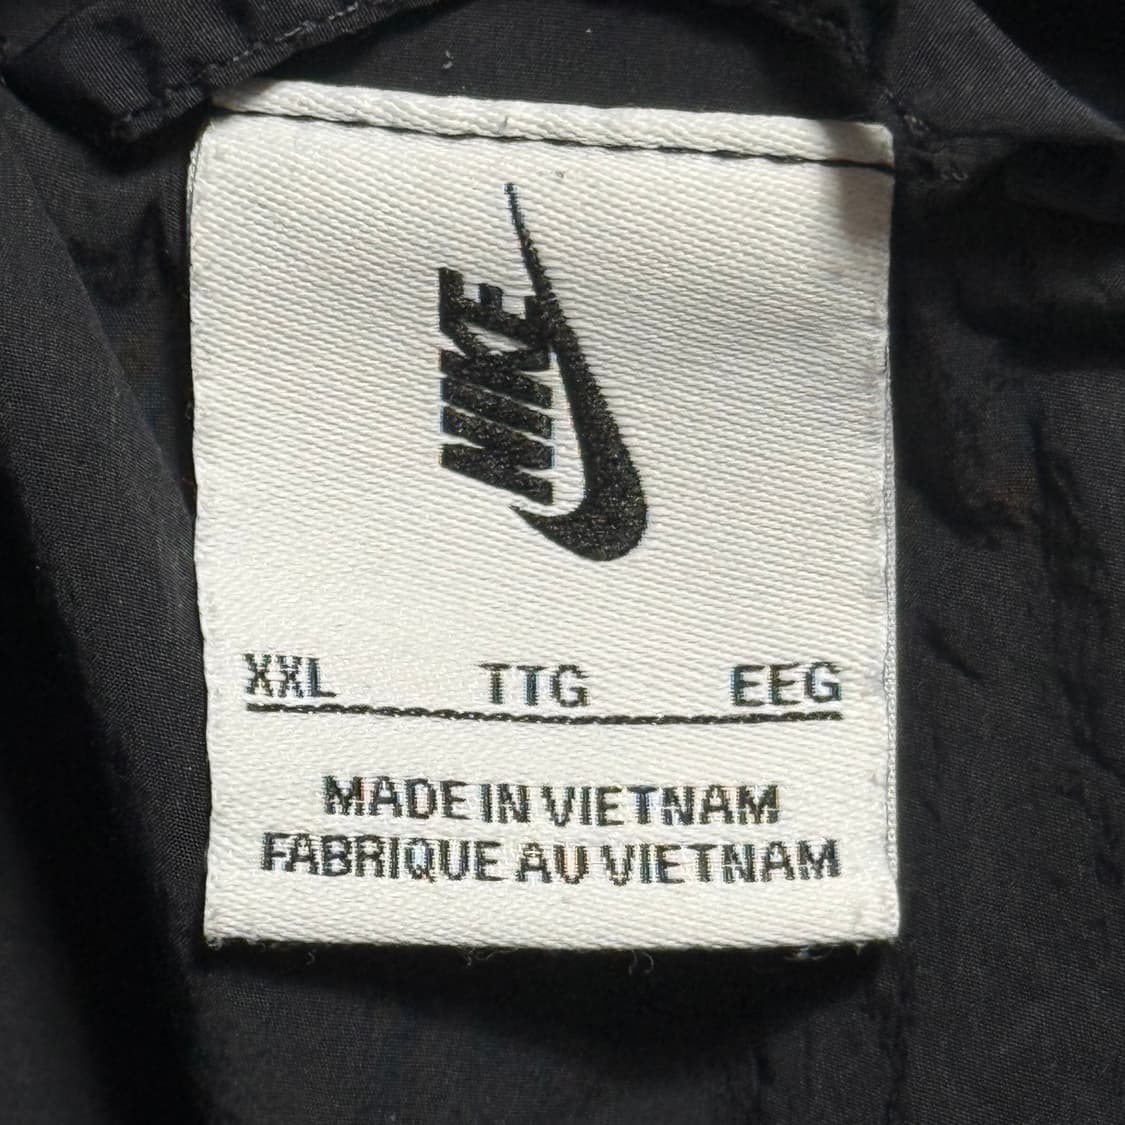 NIKE
XXL TTG EEG
MADE IN VIETNAM
FABRIQUE AU VIETNAM